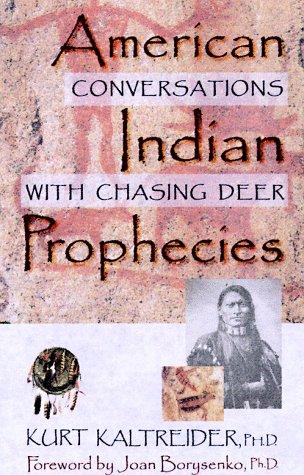 American
CONVERSATIONS
Indian
WITH CHASING DEER
Prophecies
KURT KALTREIDER, PH.D.
Foreword by Joan Borysenko, Ph.D.